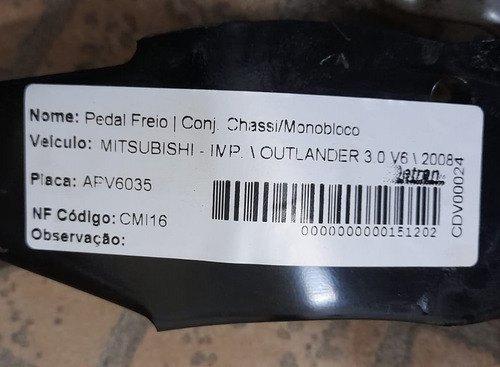 Nome: Pedal Freio | Conj. Chassi/Monobloco
Veiculo: MITSUBISHI - IMP. \ OUTLANDER 3.0 V6 \ 2008
Detran
Placa: APV6035
NF Código: CMI16
0000000000151202
Observação:
CDV00024